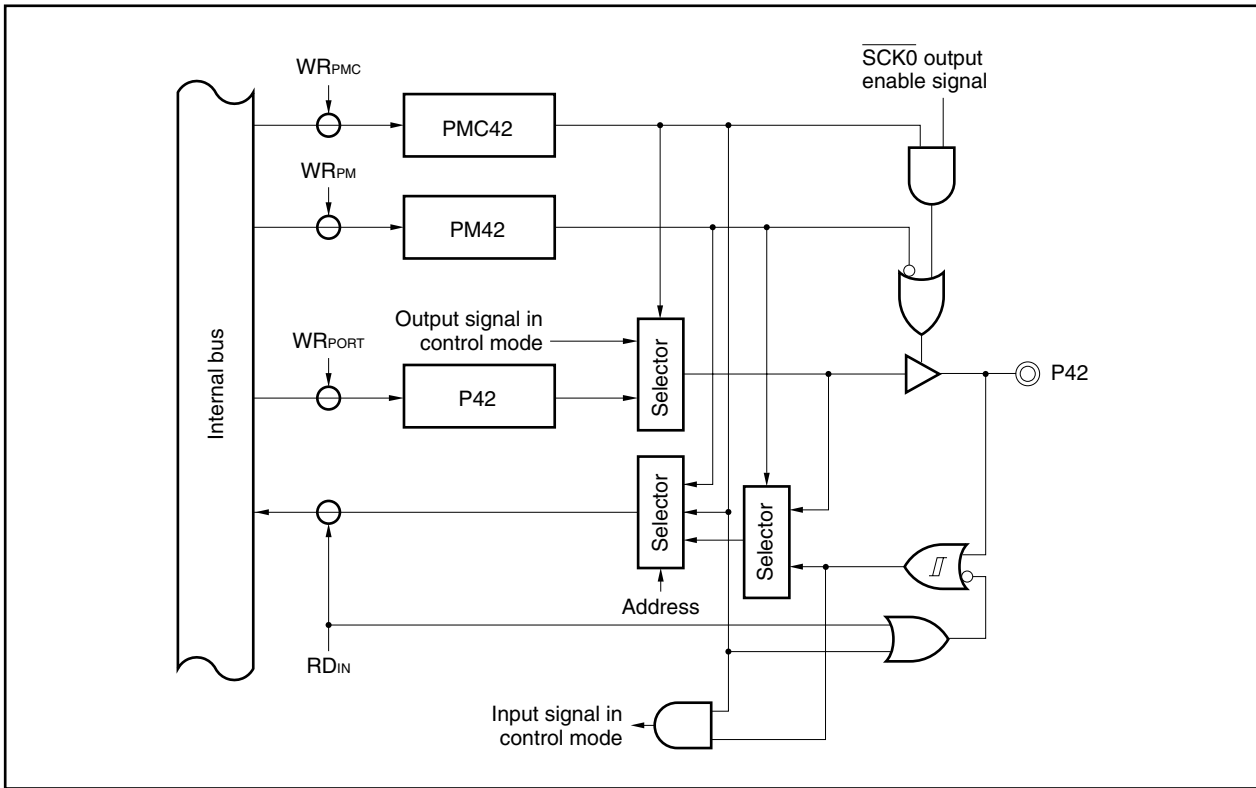 WRPMC
SCK0 output
enable signal
PMC42
WRPM
PM42
Output signal in
control mode
WRPORT
P42
Selector
P42
Internal bus
Selector
Selector
Address
RDIN
Input signal in
control mode